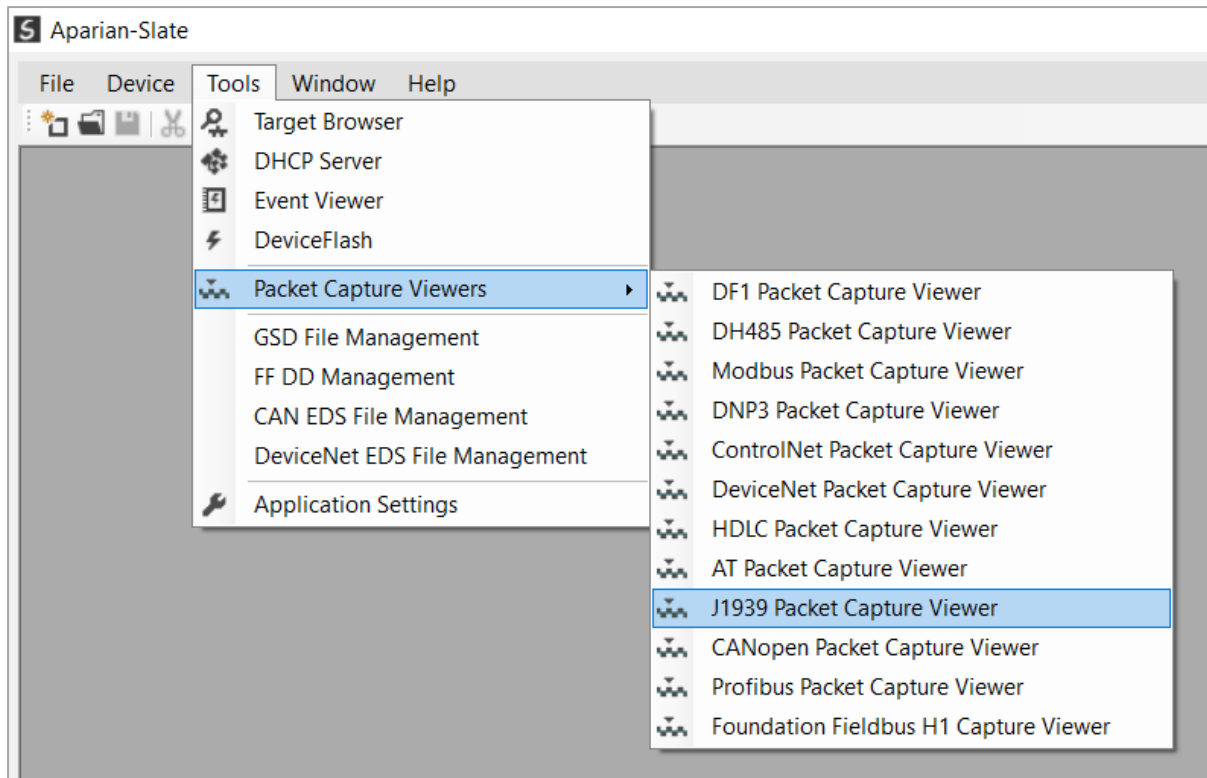 Aparian-Slate
File Device Tools Window Help
Target Browser
DHCP Server
Event Viewer
DeviceFlash
Packet Capture Viewers
GSD File Management
FF DD Management
CAN EDS File Management
DeviceNet EDS File Management
Application Settings
DF1 Packet Capture Viewer
DH485 Packet Capture Viewer
Modbus Packet Capture Viewer
DNP3 Packet Capture Viewer
ControlNet Packet Capture Viewer
DeviceNet Packet Capture Viewer
HDLC Packet Capture Viewer
AT Packet Capture Viewer
J1939 Packet Capture Viewer
CANopen Packet Capture Viewer
Profibus Packet Capture Viewer
Foundation Fieldbus H1 Capture Viewer